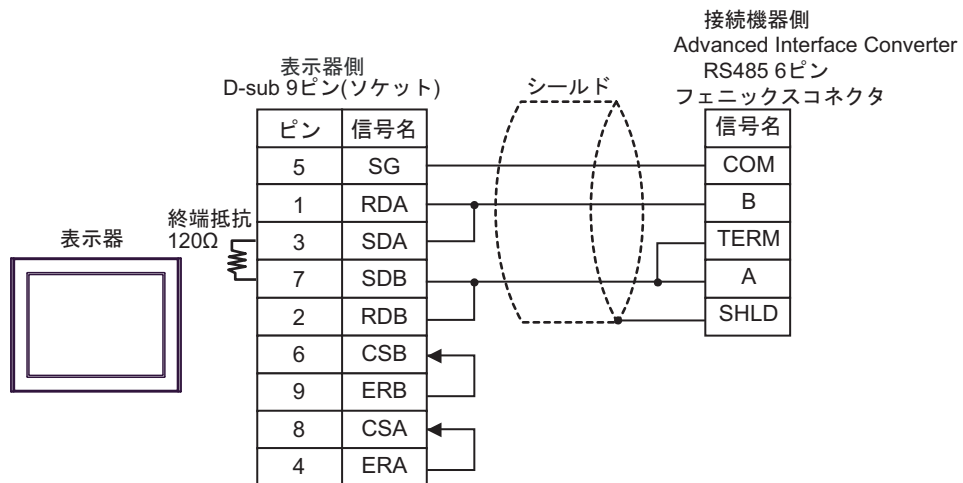 接続機器側
Advanced Interface Converter
RS485 6ピン
フェニックスコネクタ
表示器側
D-sub 9ピン(ソケット)
シールド
ピン 信号名
5 SG
1 RDA
3 SDA
7 SDB
2 RDB
6 CSB
9 ERB
8 CSA
4 ERA
信号名
COM
B
TERM
A
SHLD
終端抵抗
120Ω
表示器